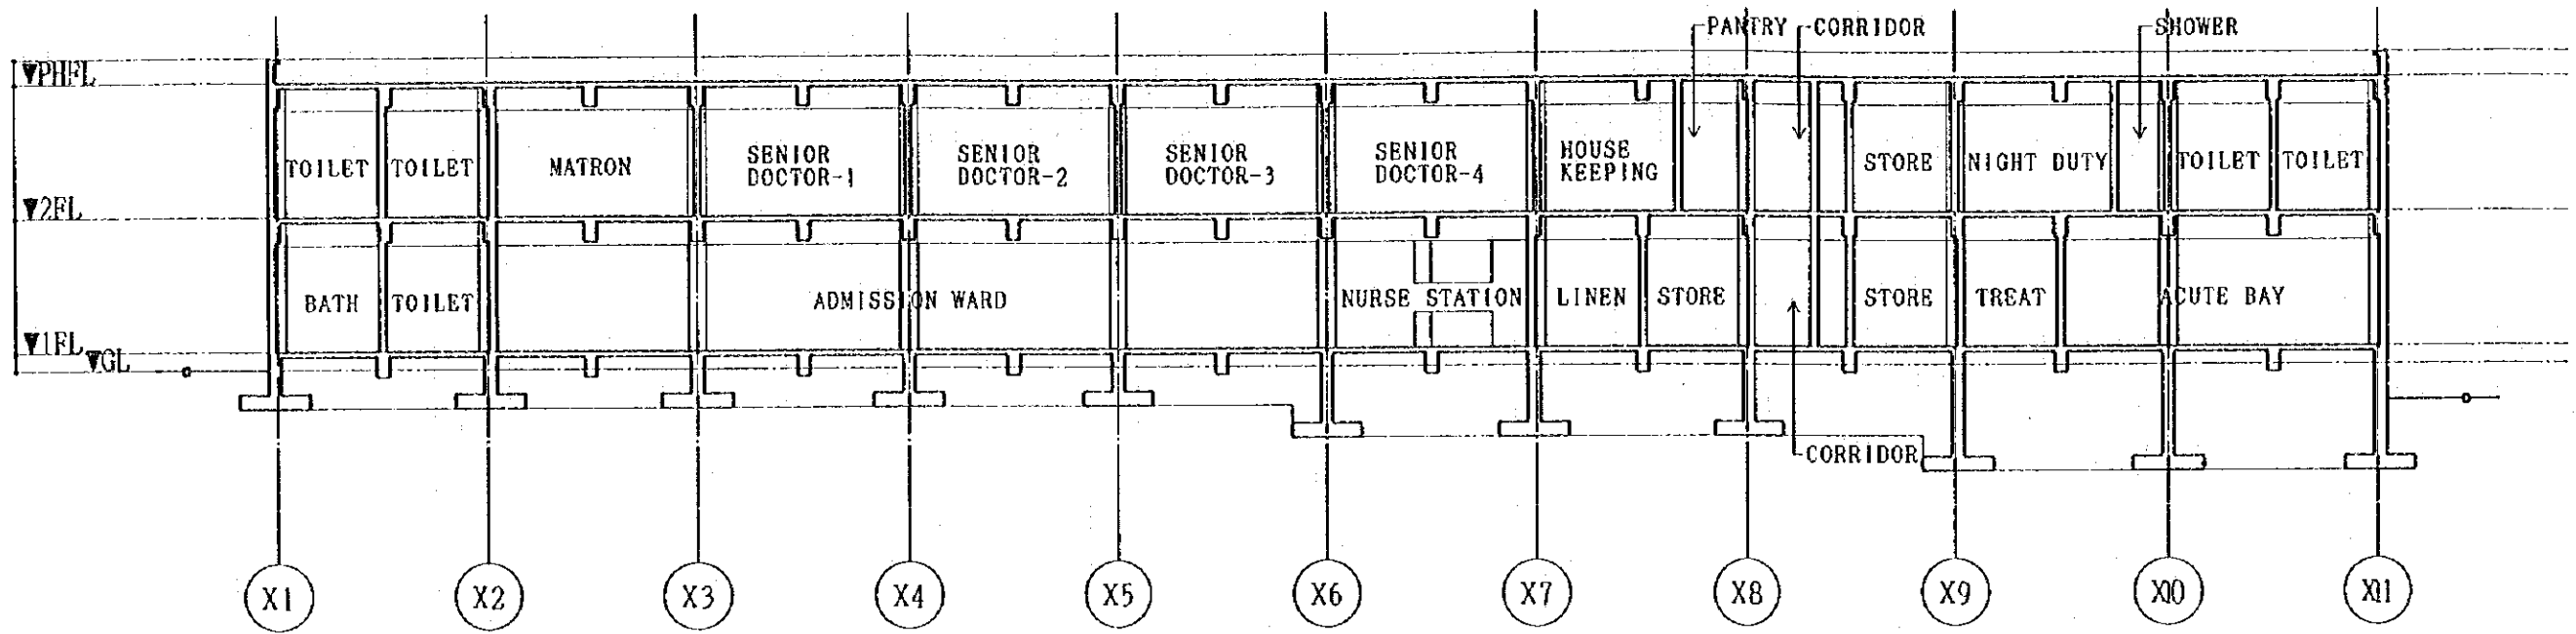 PANTRY CORRIDOR SHOWER
▼PHFL
TOILET TOILET MATRON SENIOR DOCTOR-1 SENIOR DOCTOR-2 SENIOR DOCTOR-3 SENIOR DOCTOR-4 HOUSE KEEPING STORE NIGHT DUTY TOILET TOILET
▼2FL
BATH TOILET ADMISSION WARD NURSE STATION LINEN STORE STORE TREAT ACUTE BAY
▼1FL
▼GL
CORRIDOR
X1 X2 X3 X4 X5 X6 X7 X8 X9 X10 X11